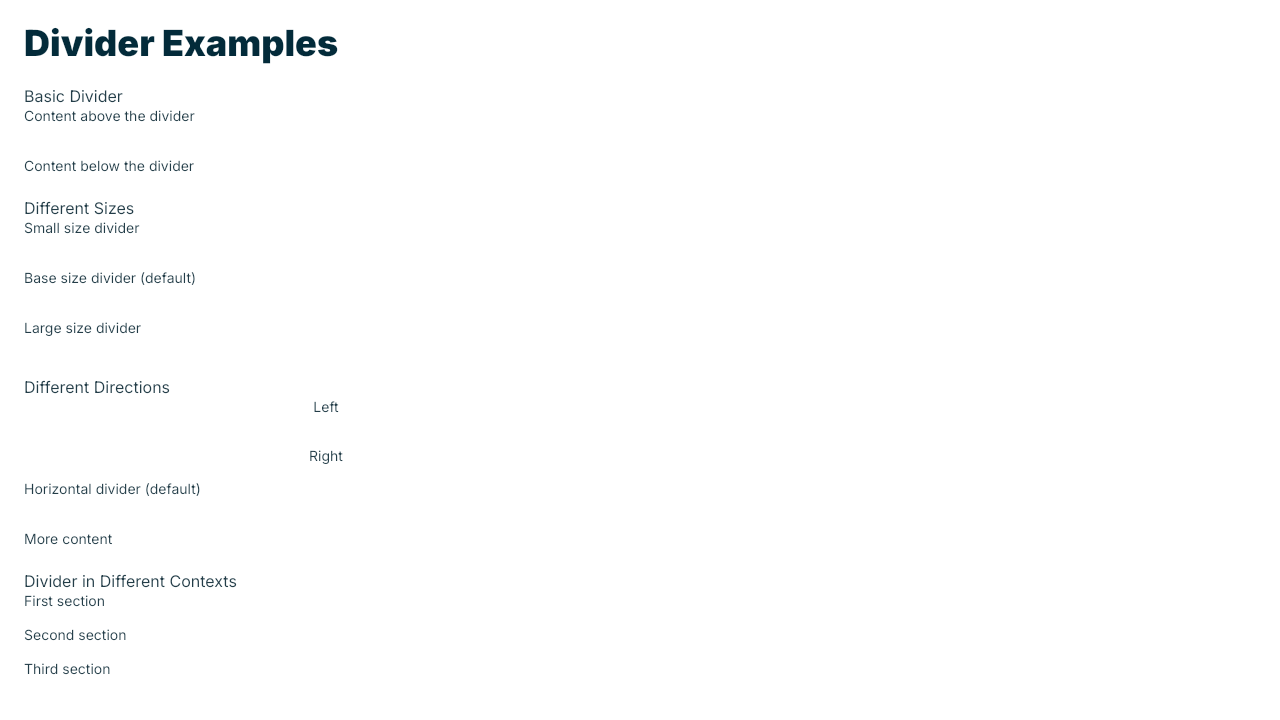 Divider Examples
Basic Divider
Content above the divider
Content below the divider
Different Sizes
Small size divider
Base size divider (default)
Large size divider
Different Directions
Left
Right
Horizontal divider (default)
More content
Divider in Different Contexts
First section
Second section
Third section